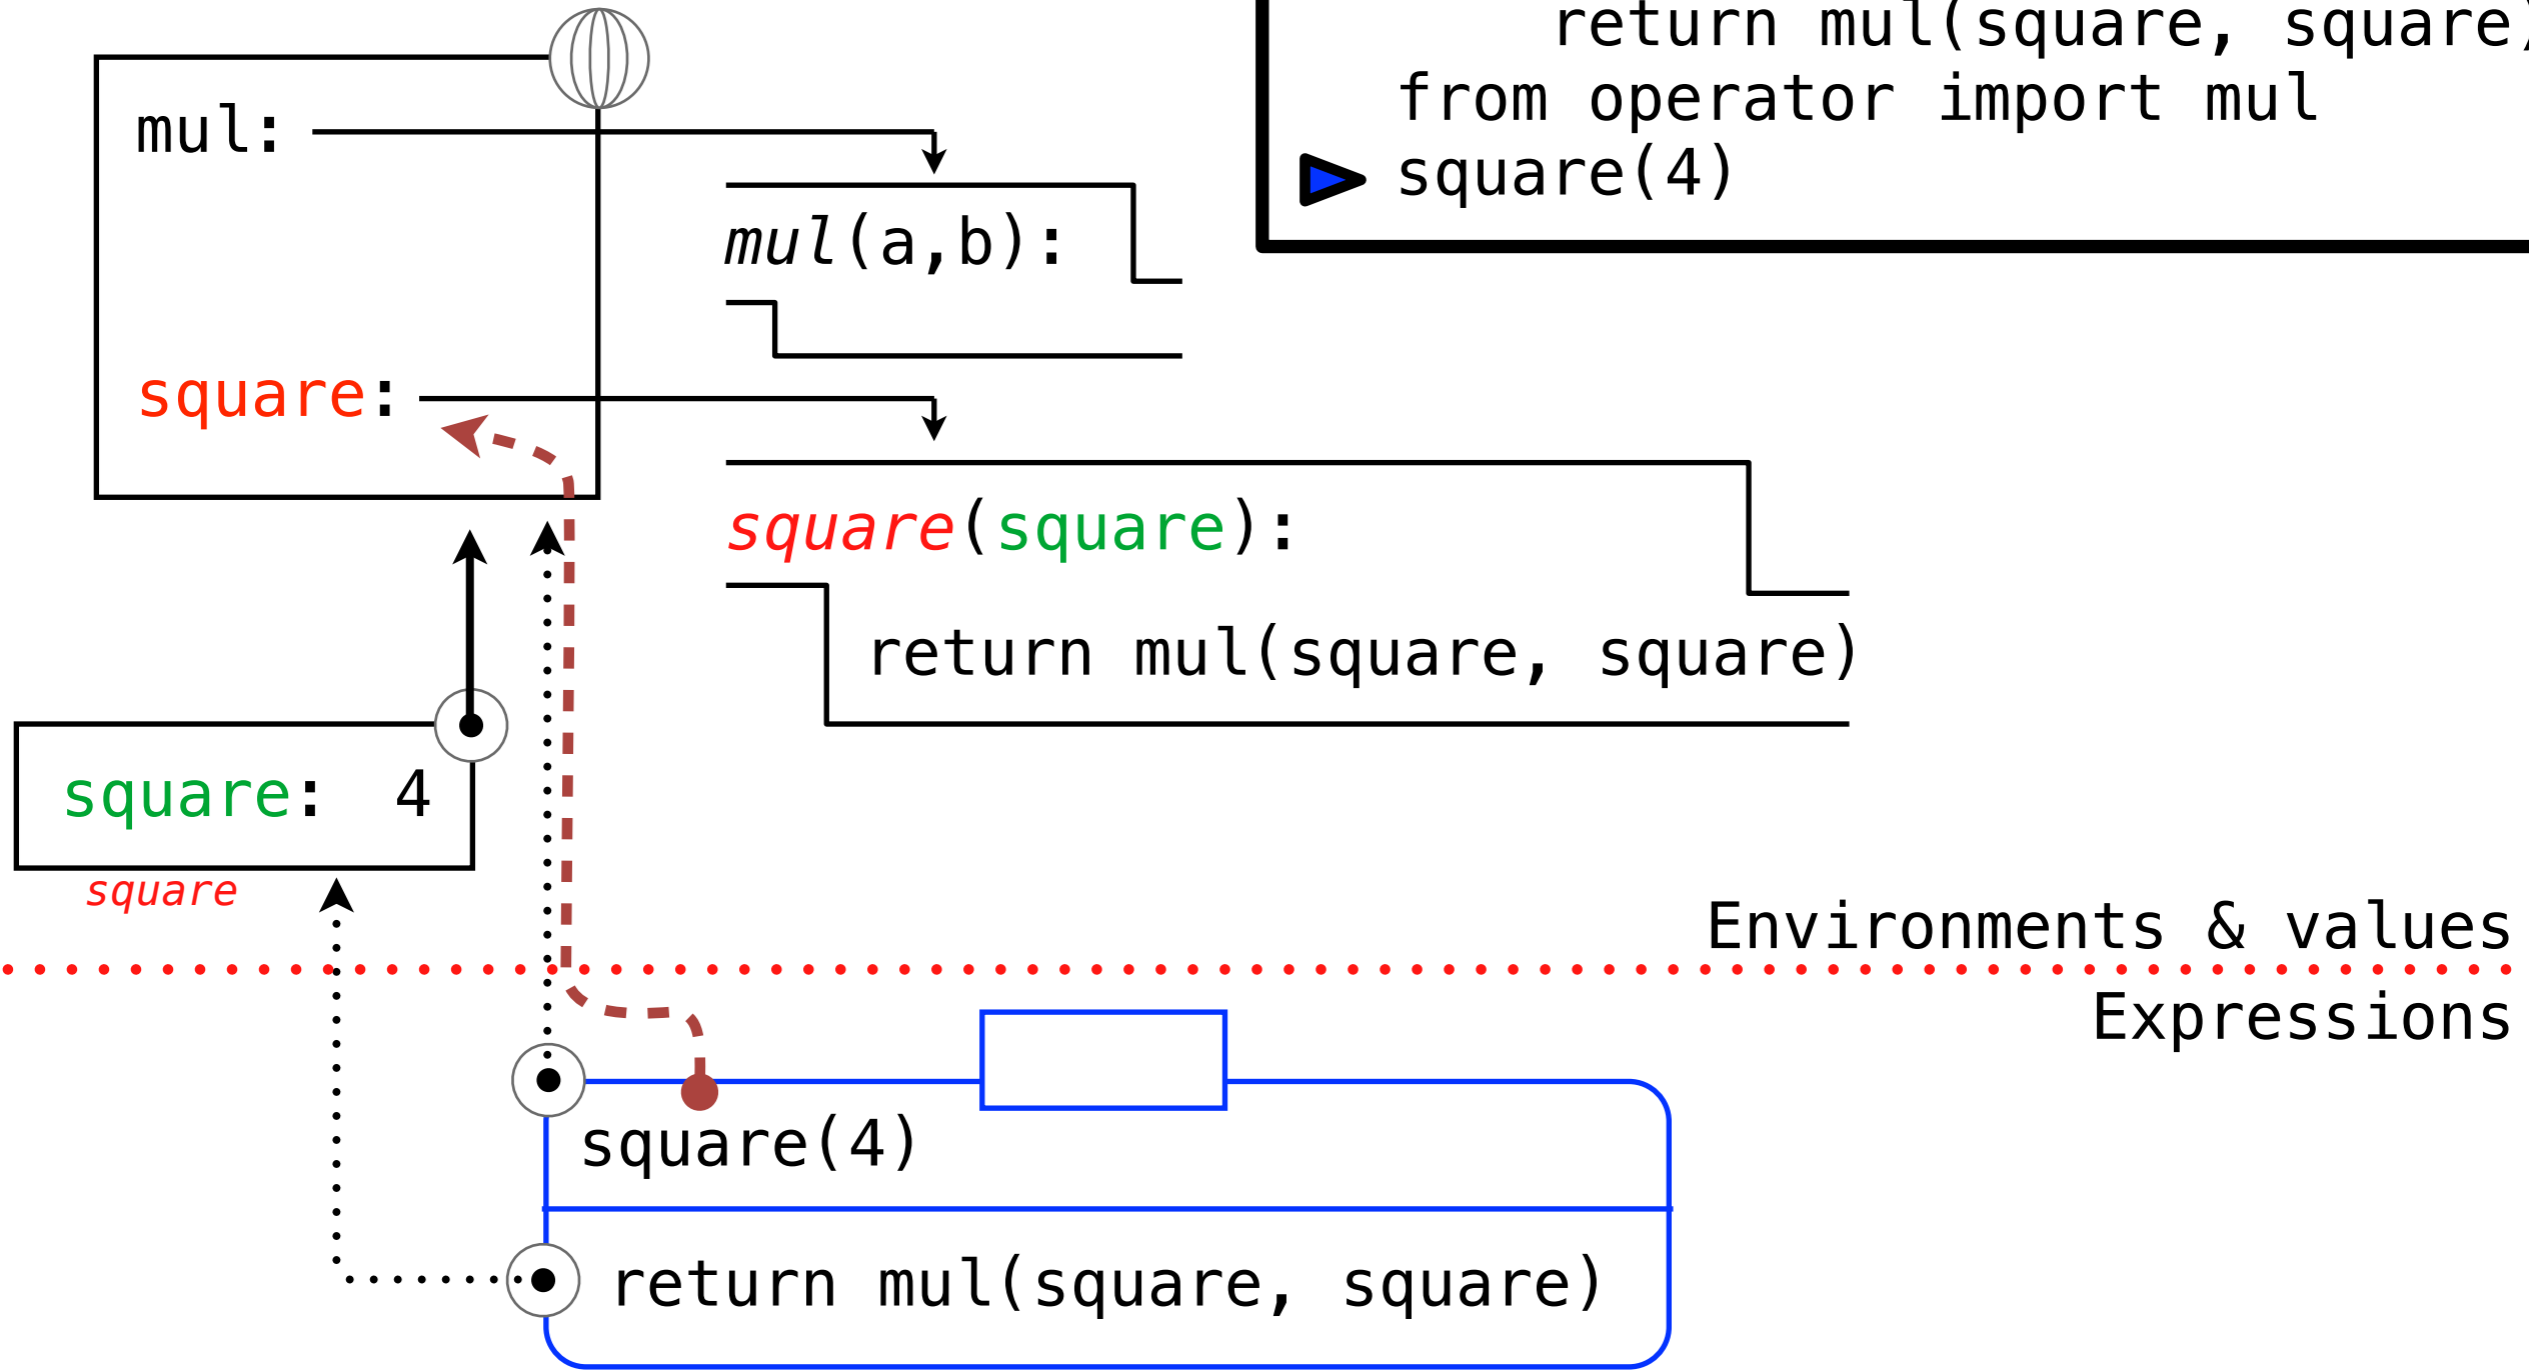 return mul(square, square)
from operator import mul
square(4)
mul:
mul(a,b):
square:
square(square):
return mul(square, square)
square: 4
square
Environments & values
Expressions
square(4)
return mul(square, square)